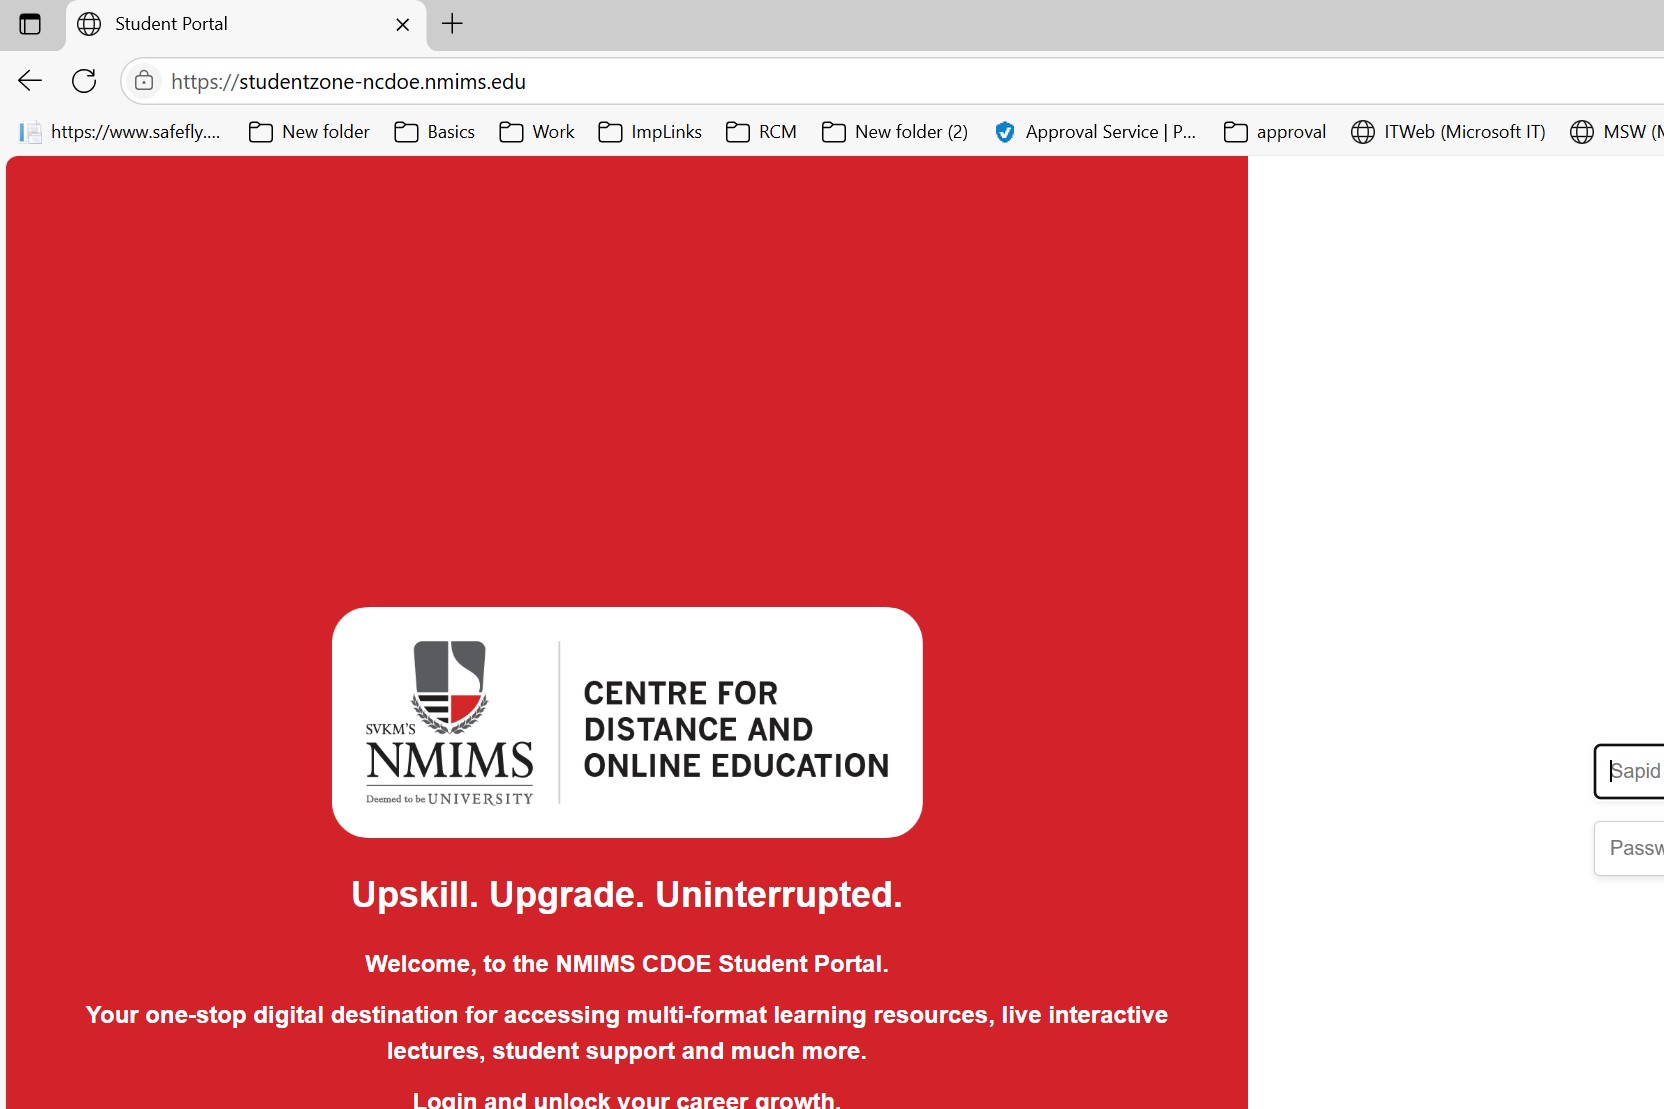 Student Portal
https://studentzone-ncdoe.nmims.edu
https://www.safefly.... New folder Basics Work ImpLinks RCM New folder (2) Approval Service | P... approval ITWeb (Microsoft IT) MSW (M
SVKM'S
NMIMS
Deemed to be UNIVERSITY
CENTRE FOR
DISTANCE AND
ONLINE EDUCATION
Sapid
Passw
Upskill. Upgrade. Uninterrupted.
Welcome, to the NMIMS CDOE Student Portal.
Your one-stop digital destination for accessing multi-format learning resources, live interactive
lectures, student support and much more.
Login and unlock your career growth.